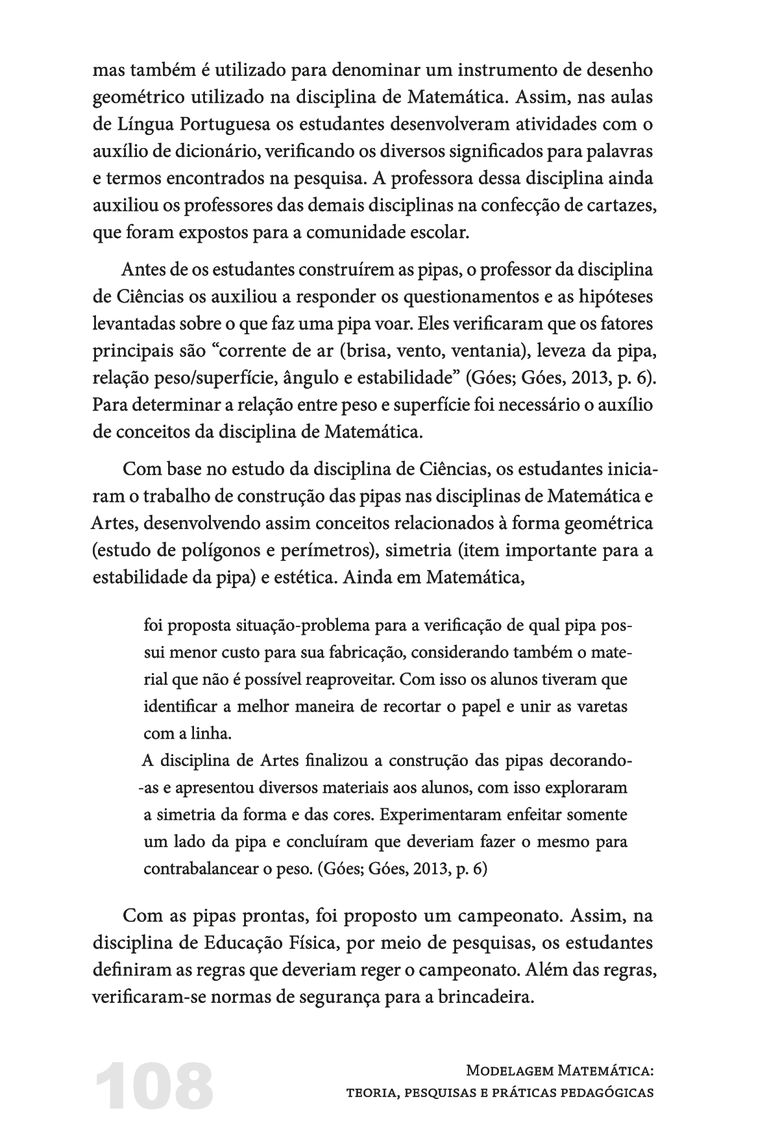 mas também é utilizado para denominar um instrumento de desenho
geométrico utilizado na disciplina de Matemática. Assim, nas aulas
de Língua Portuguesa os estudantes desenvolveram atividades com o
auxílio de dicionário, verificando os diversos significados para palavras
e termos encontrados na pesquisa. A professora dessa disciplina ainda
auxiliou os professores das demais disciplinas na confecção de cartazes,
que foram expostos para a comunidade escolar.
Antes de os estudantes construírem as pipas, o professor da disciplina
de Ciências os auxiliou a responder os questionamentos e as hipóteses
levantadas sobre o que faz uma pipa voar. Eles verificaram que os fatores
principais são “corrente de ar (brisa, vento, ventania), leveza da pipa,
relação peso/superfície, ângulo e estabilidade” (Góes; Góes, 2013, p. 6).
Para determinar a relação entre peso e superfície foi necessário o auxílio
de conceitos da disciplina de Matemática.
Com base no estudo da disciplina de Ciências, os estudantes inicia-
ram o trabalho de construção das pipas nas disciplinas de Matemática e
Artes, desenvolvendo assim conceitos relacionados à forma geométrica
(estudo de polígonos e perímetros), simetria (item importante para a
estabilidade da pipa) e estética. Ainda em Matemática,
foi proposta situação-problema para a verificação de qual pipa pos-
sui menor custo para sua fabricação, considerando também o mate-
rial que não é possível reaproveitar. Com isso os alunos tiveram que
identificar a melhor maneira de recortar o papel e unir as varetas
com a linha.
A disciplina de Artes finalizou a construção das pipas decorando-
-as e apresentou diversos materiais aos alunos, com isso exploraram
a simetria da forma e das cores. Experimentaram enfeitar somente
um lado da pipa e concluíram que deveriam fazer o mesmo para
contrabalancear o peso. (Góes; Góes, 2013, p. 6)
Com as pipas prontas, foi proposto um campeonato. Assim, na
disciplina de Educação Física, por meio de pesquisas, os estudantes
definiram as regras que deveriam reger o campeonato. Além das regras,
verificaram-se normas de segurança para a brincadeira.
108
Modelagem Matemática:
teoria, pesquisas e práticas pedagógicas